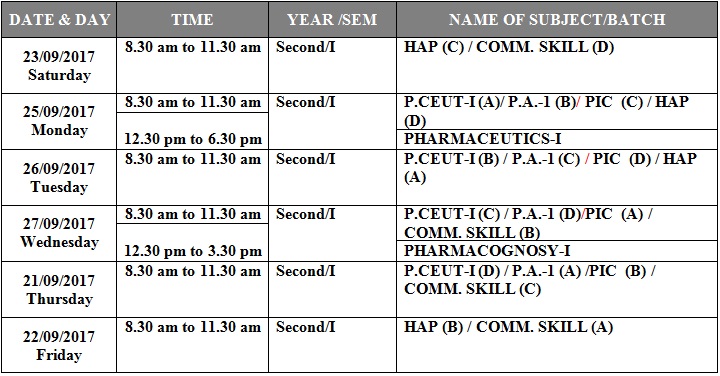 DATE & DAY TIME YEAR /SEM NAME OF SUBJECT/BATCH
23/09/2017
Saturday
8.30 am to 11.30 am Second/I HAP (C) / COMM. SKILL (D)
25/09/2017
Monday
8.30 am to 11.30 am Second/I P.CEUT-I (A)/ P.A.-1 (B)/ PIC (C) / HAP
(D)
12.30 pm to 6.30 pm PHARMACEUTICS-I
26/09/2017
Tuesday
8.30 am to 11.30 am Second/I P.CEUT-I (B) / P.A.-1 (C) / PIC (D) / HAP
(A)
27/09/2017
Wednesday
8.30 am to 11.30 am Second/I P.CEUT-I (C) / P.A.-1 (D)/PIC (A) /
COMM. SKILL (B)
12.30 pm to 3.30 pm PHARMACOGNOSY-I
21/09/2017
Thursday
8.30 am to 11.30 am Second/I P.CEUT-I (D) / P.A.-1 (A) /PIC (B) /
COMM. SKILL (C)
22/09/2017
Friday
8.30 am to 11.30 am Second/I HAP (B) / COMM. SKILL (A)